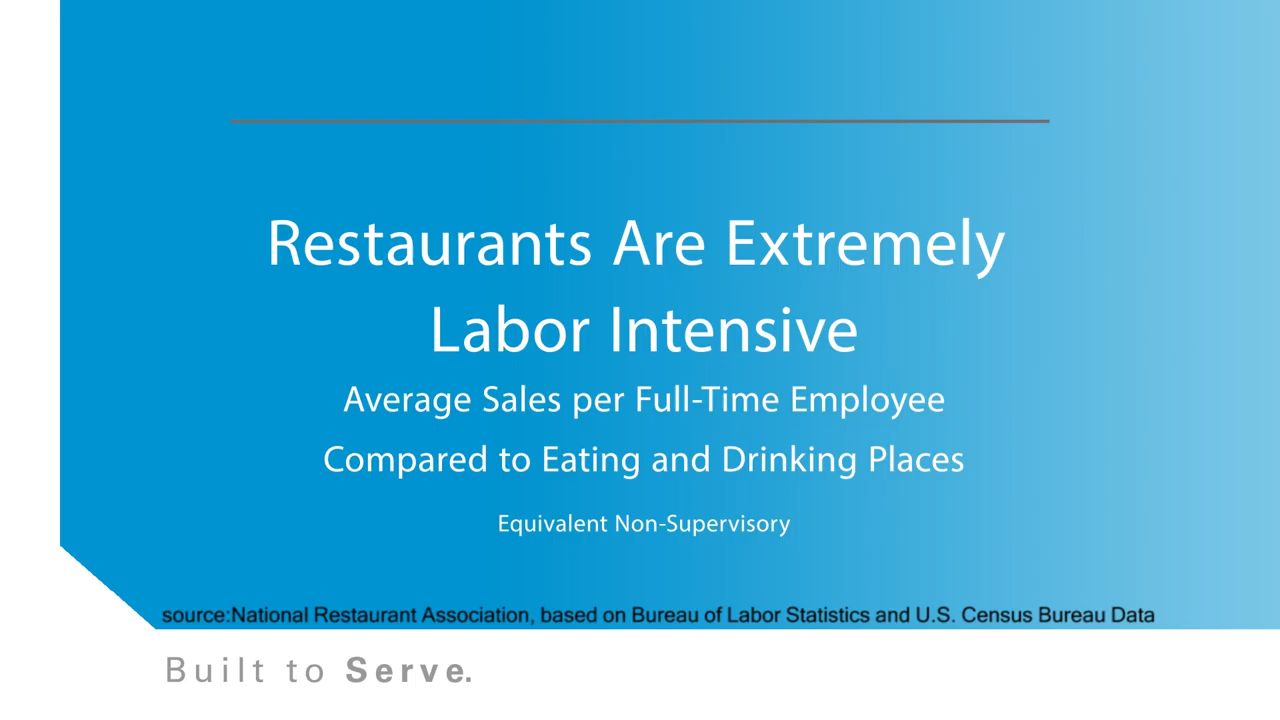 Restaurants Are Extremely
Labor Intensive
Average Sales per Full-Time Employee
Compared to Eating and Drinking Places
Equivalent Non-Supervisory
source:National Restaurant Association, based on Bureau of Labor Statistics and U.S. Census Bureau Data
Built to Serve.